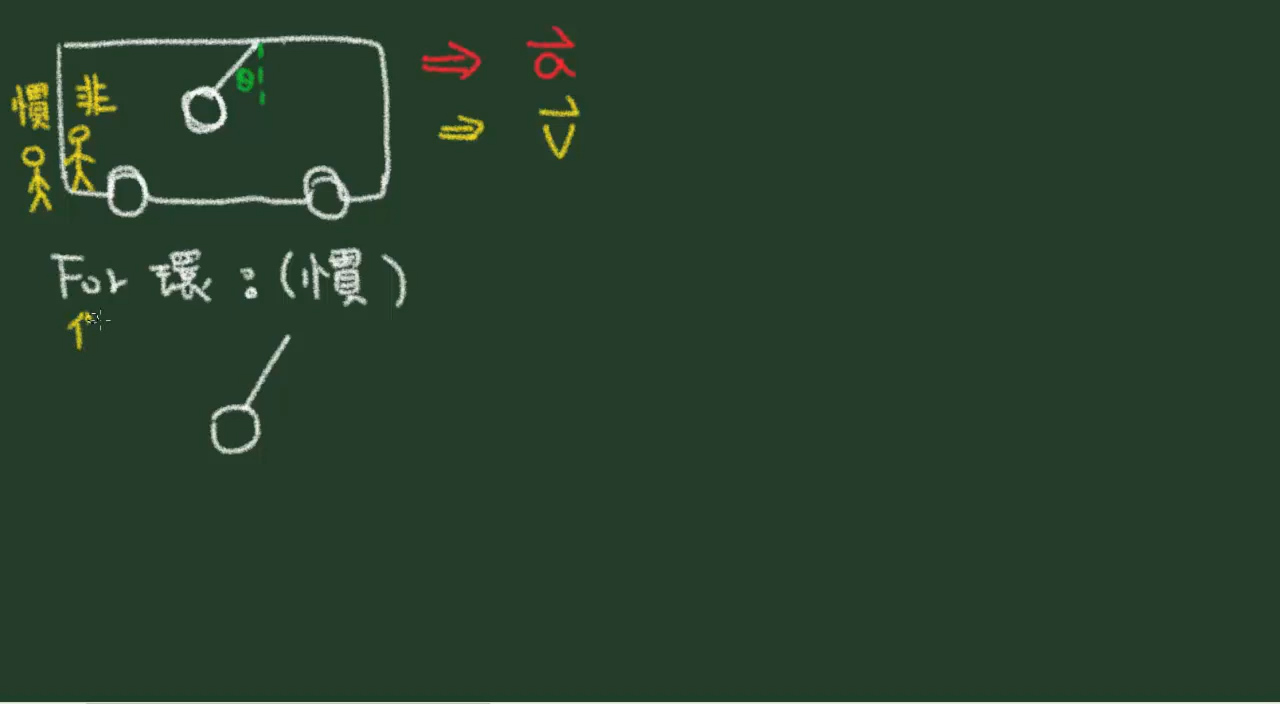 慣 非 θ ⇒ a⃗
⇒ v⃗
For 環 : (慣)
↑